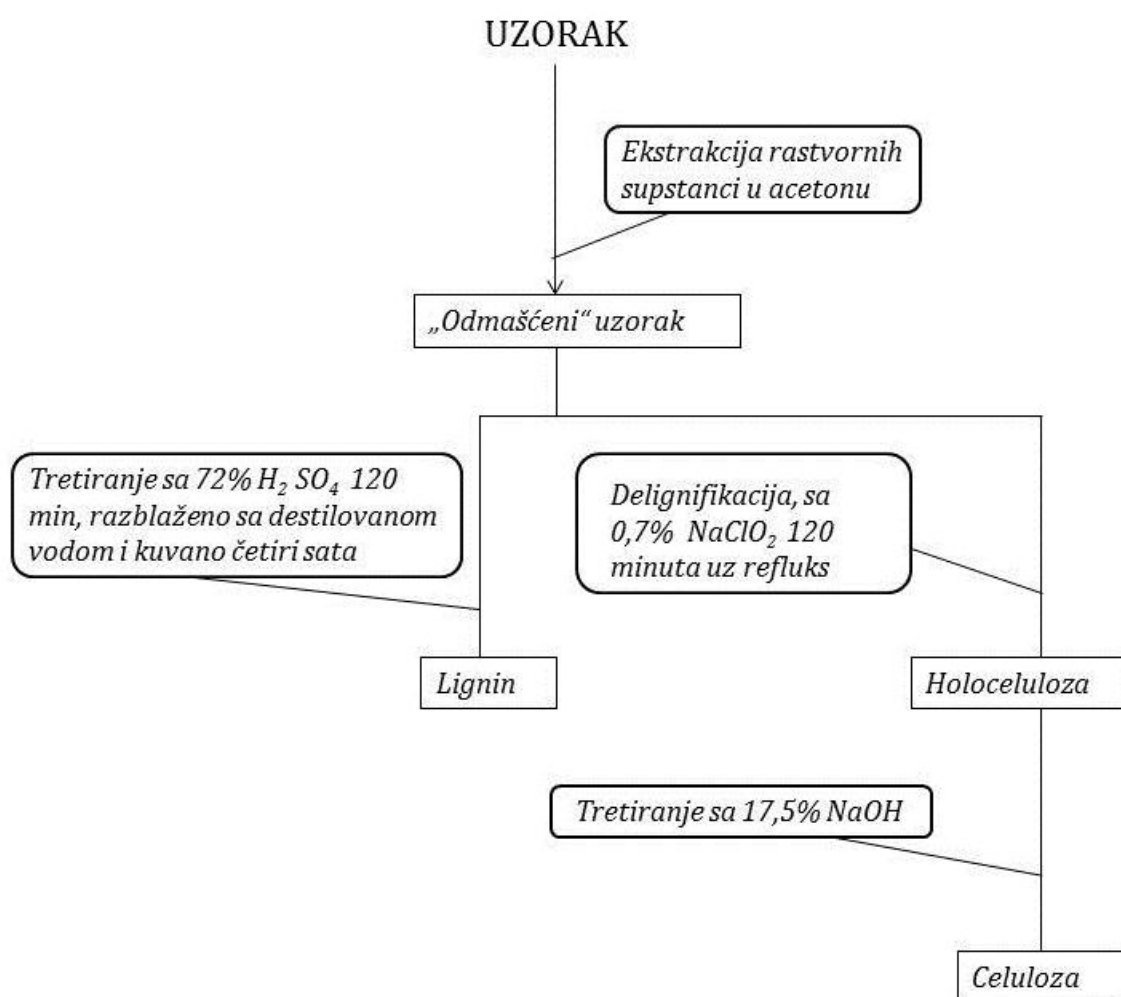 UZORAK
Ekstrakcija rastvornih
supstanci u acetonu
„Odmašćeni“ uzorak
Tretiranje sa 72% H₂ SO₄ 120
min, razblaženo sa destilovanom
vodom i kuvano četiri sata
Delignifikacija, sa
0,7% NaClO₂ 120
minuta uz refluks
Lignin
Holoceluloza
Tretiranje sa 17,5% NaOH
Celuloza